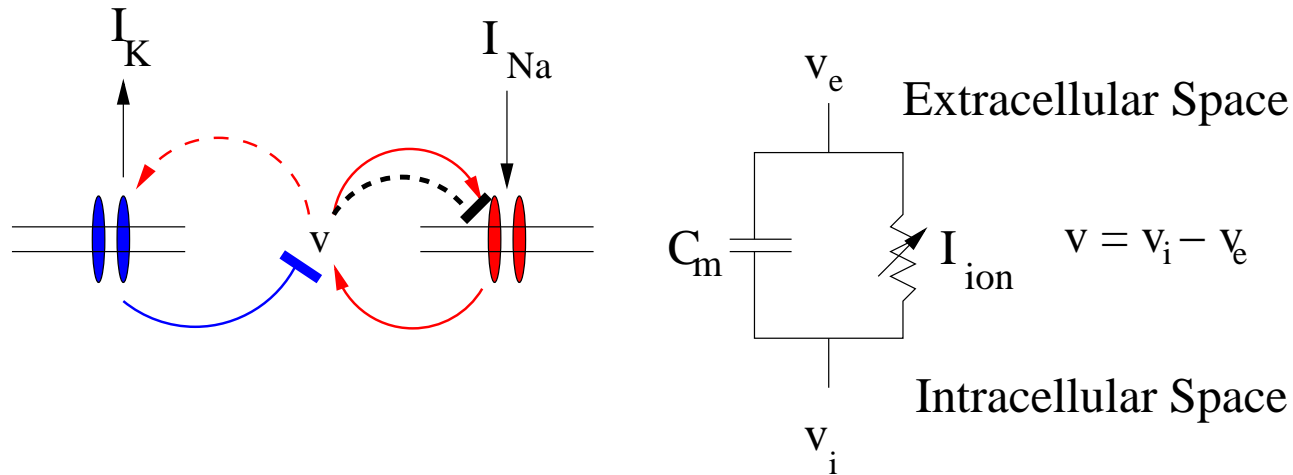 I_K
I_Na
v
v_e
Extracellular Space
C_m
I_ion
v = v_i − v_e
Intracellular Space
v_i